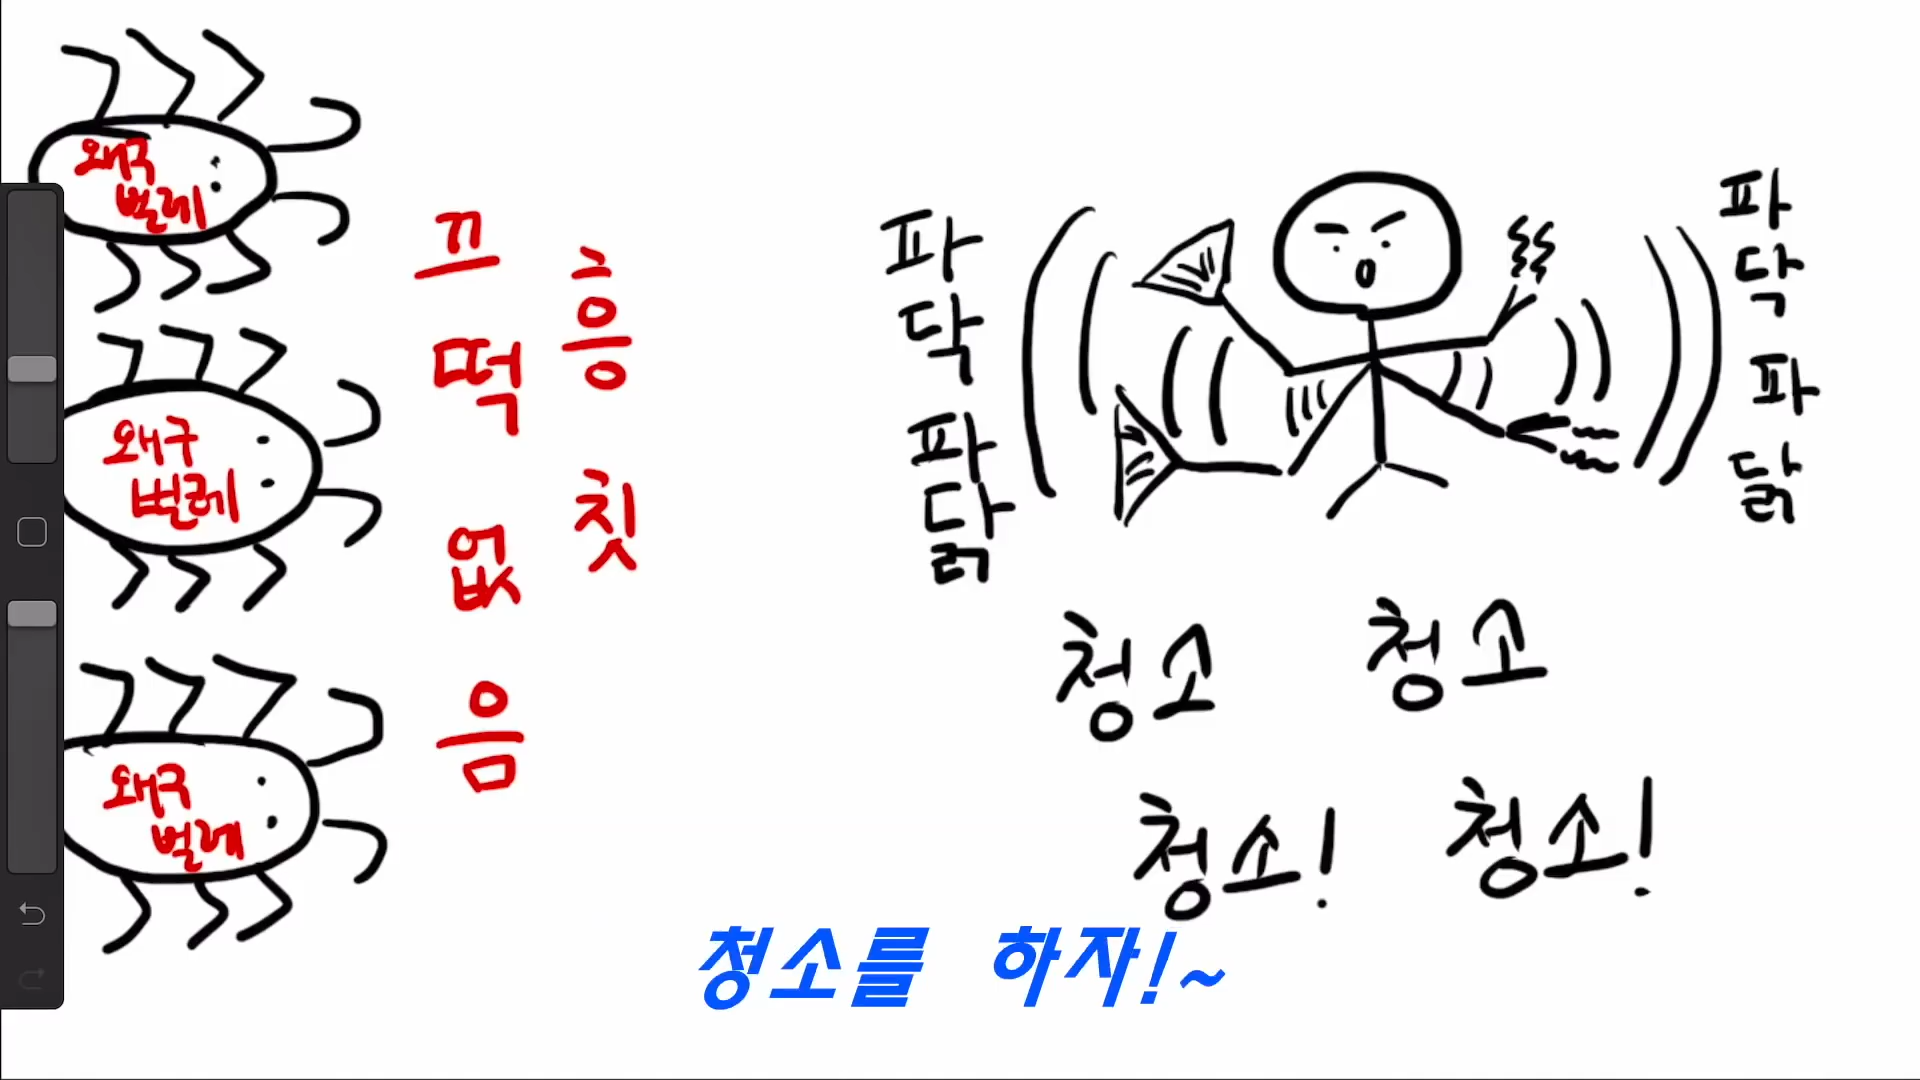 왜구
벌레
왜구
벌레
왜구
벌레
끄떡없음
흥칫
파닥파닭
파닥파닭
청소 청소
청소! 청소!
청소를 하자!~